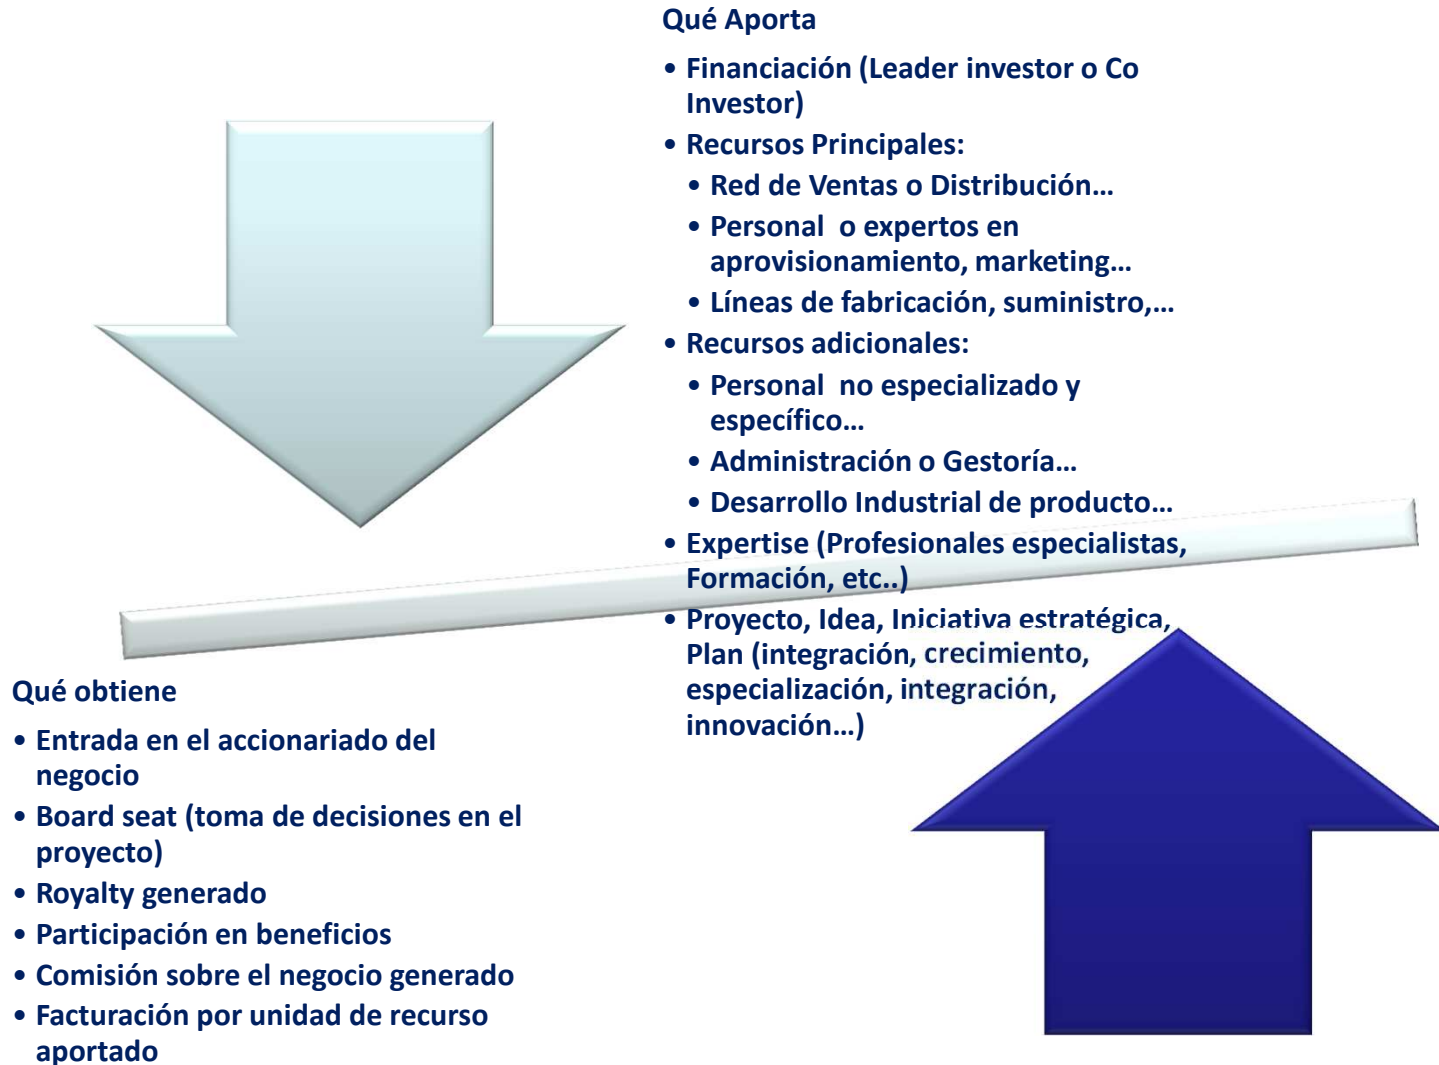 Qué Aporta
• Financiación (Leader investor o Co
Investor)
• Recursos Principales:
• Red de Ventas o Distribución…
• Personal  o expertos en
aprovisionamiento, marketing…
• Líneas de fabricación, suministro,…
• Recursos adicionales:
• Personal  no especializado y
específico…
• Administración o Gestoría…
• Desarrollo Industrial de producto…
• Expertise (Profesionales especialistas,
Formación, etc..)
• Proyecto, Idea, Iniciativa estratégica,
Plan (integración, crecimiento,
especialización, integración,
innovación…)
Qué obtiene
• Entrada en el accionariado del
negocio
• Board seat (toma de decisiones en el
proyecto)
• Royalty generado
• Participación en beneficios
• Comisión sobre el negocio generado
• Facturación por unidad de recurso
aportado